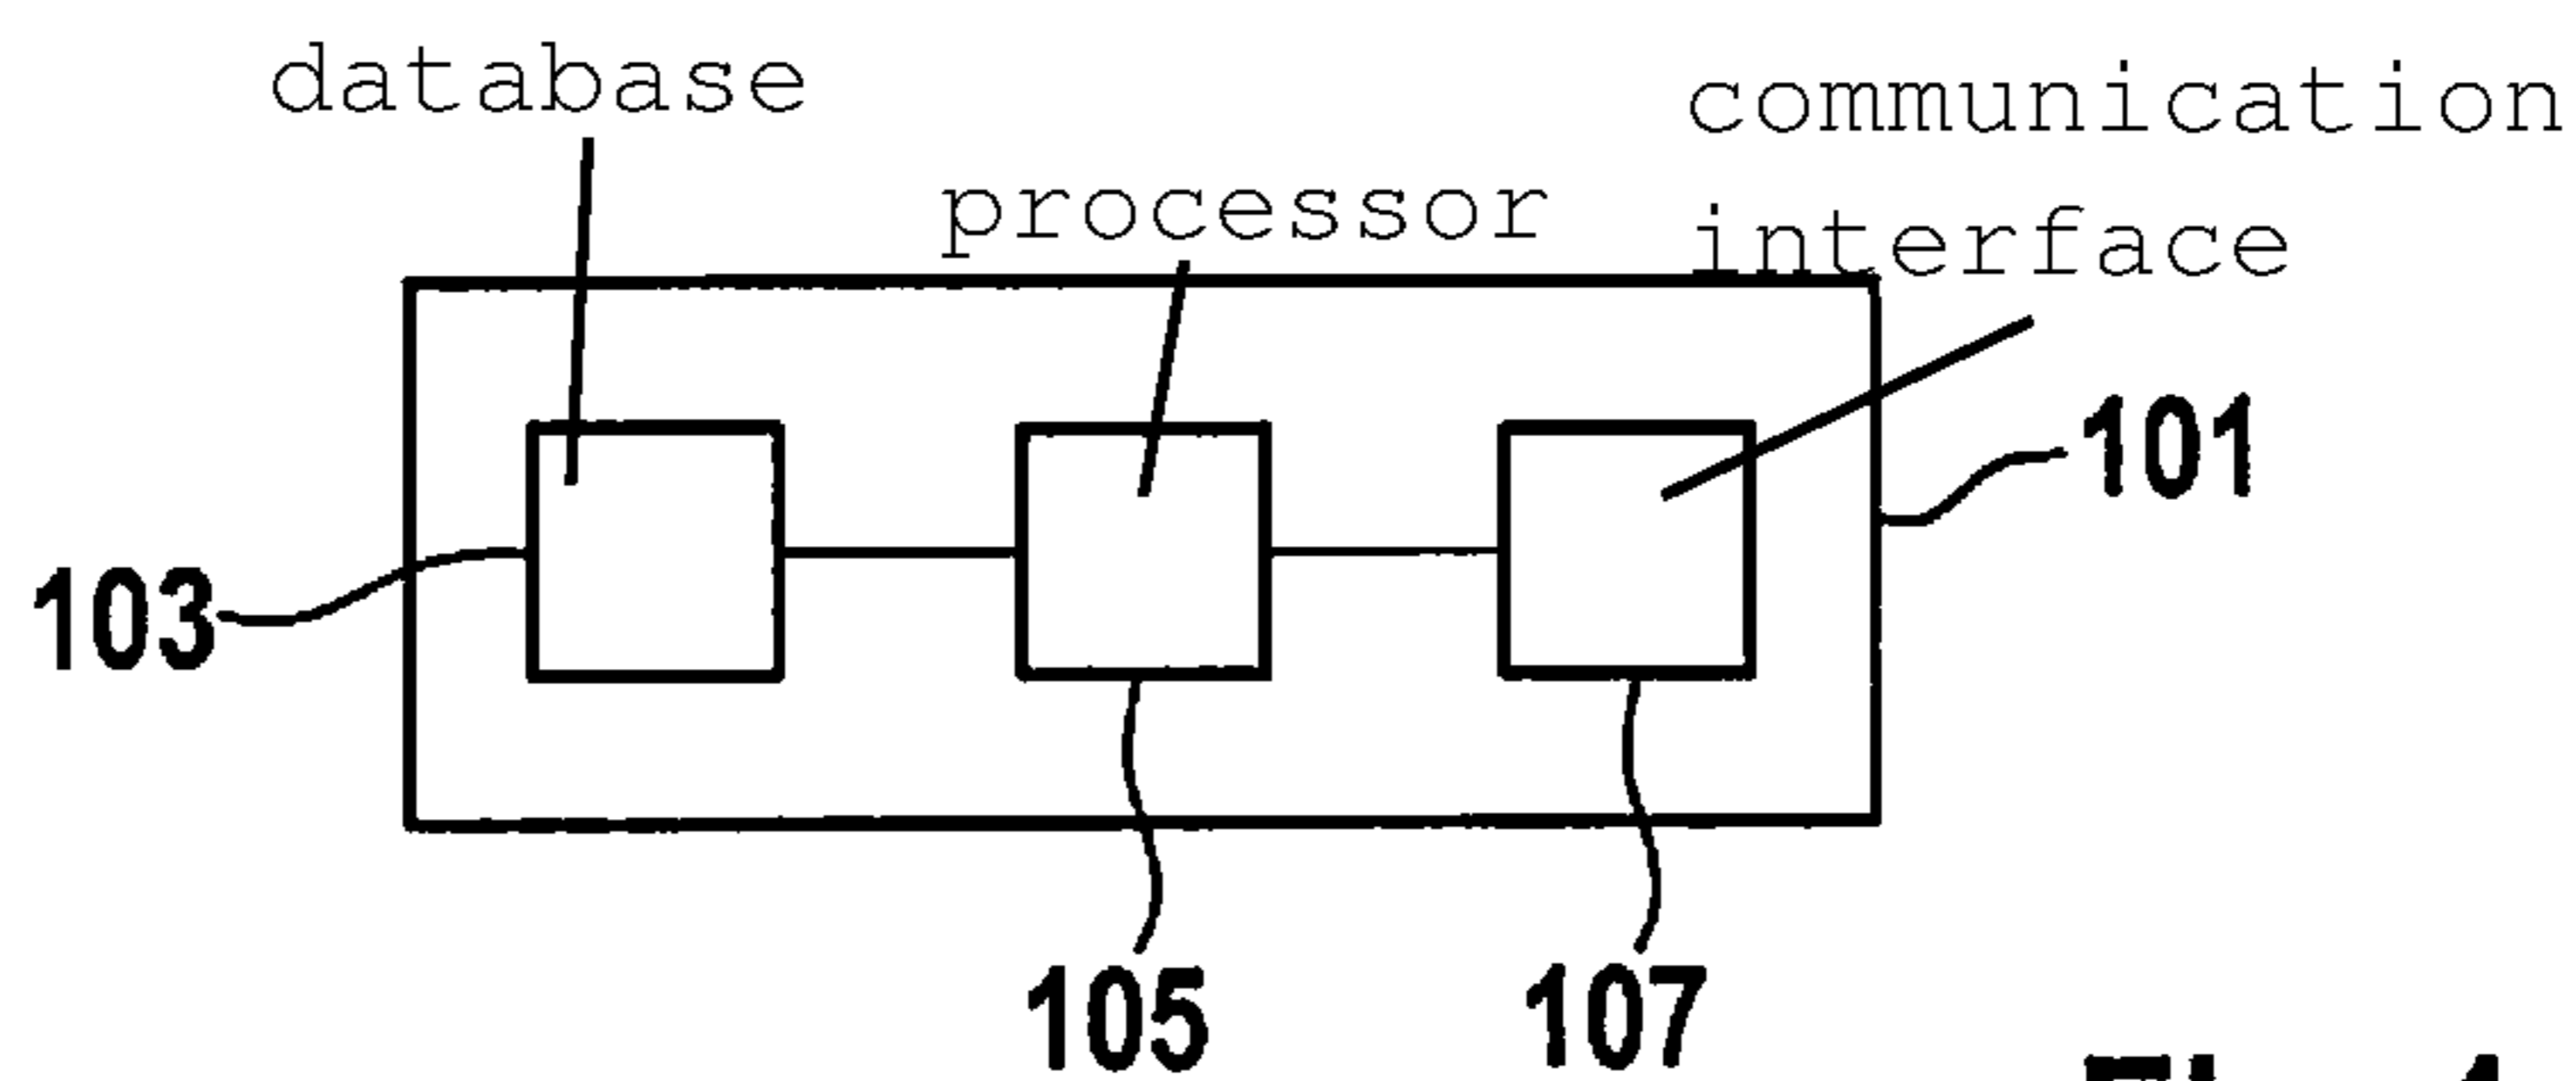 database
communication
processor
interface
101
103
105
107